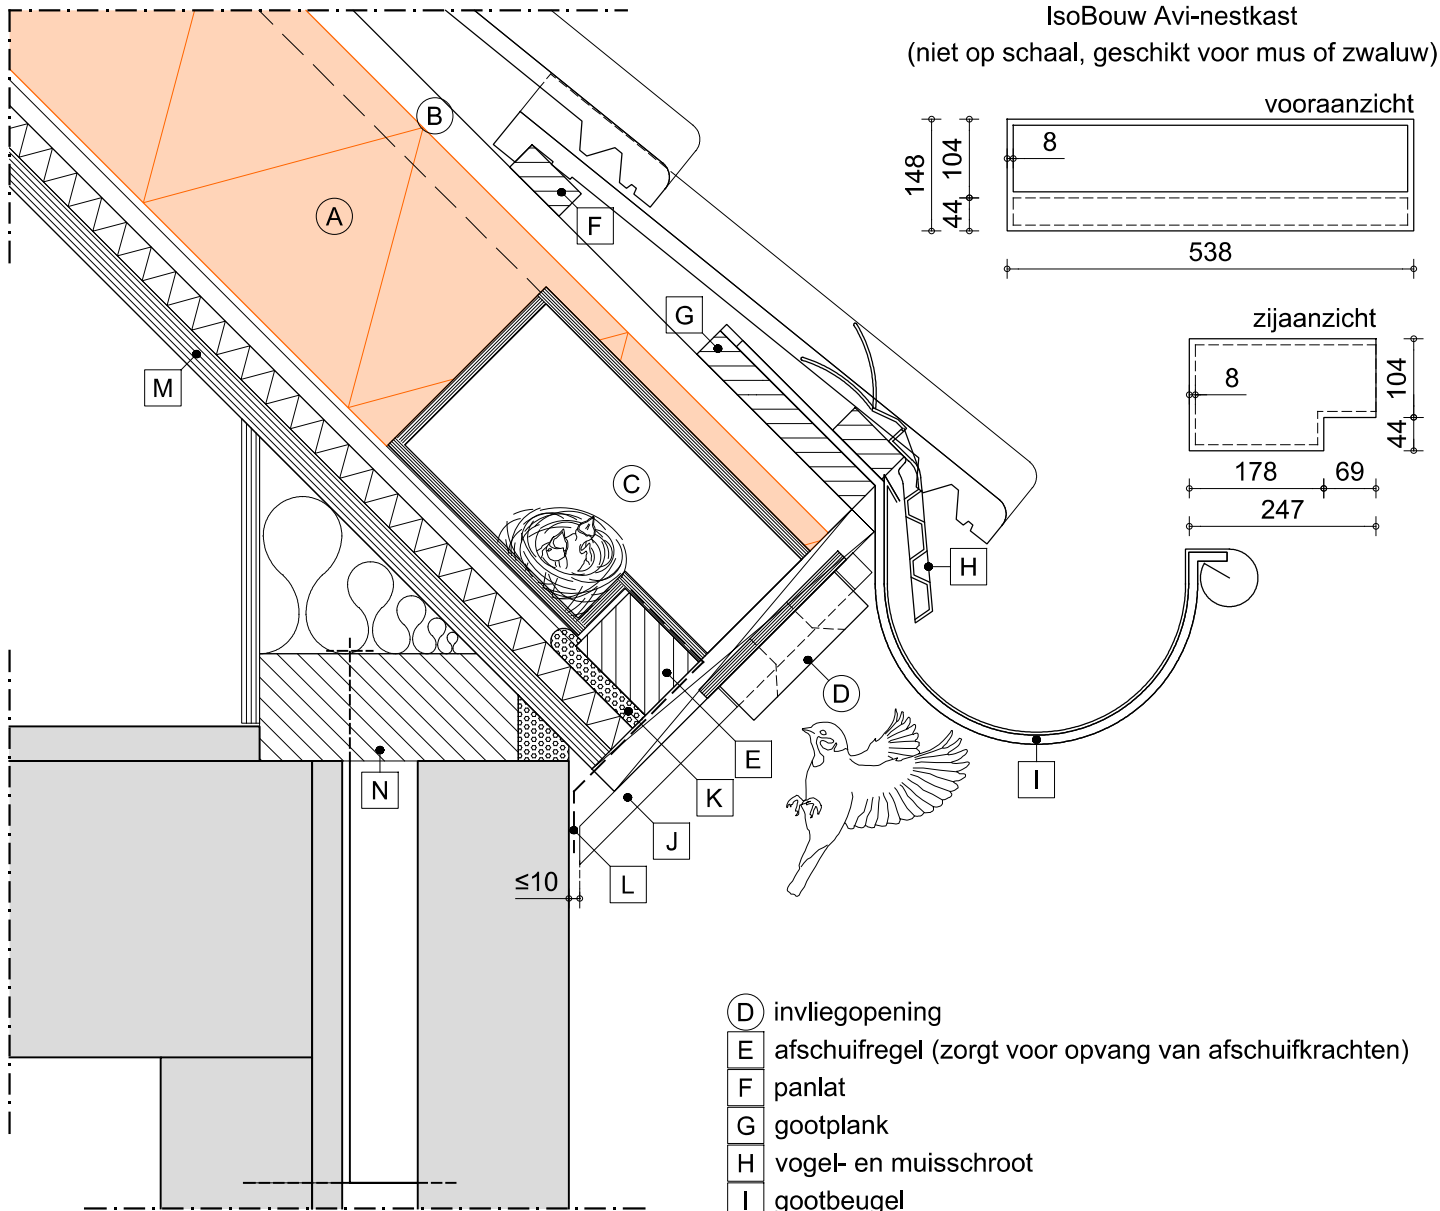 IsoBouw Avi-nestkast
(niet op schaal, geschikt voor mus of zwaluw)
vooraanzicht
8
148
104
44
538
zijaanzicht
8
104
44
178
69
247
B
A
F
G
M
C
H
D
E
I
N
K
J
L
≤10
D invliegopening
E afschuifregel (zorgt voor opvang van afschuifkrachten)
F panlat
G gootplank
H vogel- en muisschroot
I gootbeugel